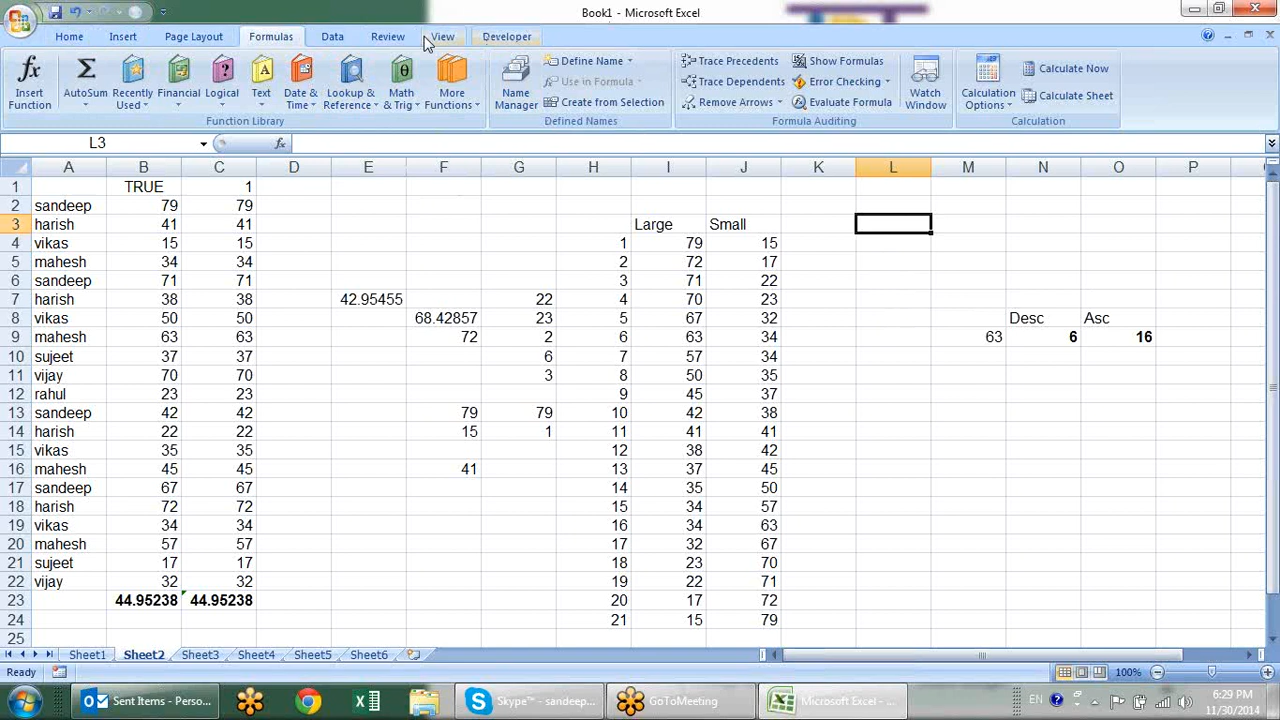 Book1 - Microsoft Excel
Home Insert Page Layout Formulas Data Review View Developer
Insert Function
AutoSum
Recently Used
Financial
Logical
Text
Date & Time
Lookup & Reference
Math & Trig
More Functions
Function Library
Name Manager
Define Name
Use in Formula
Create from Selection
Defined Names
Trace Precedents
Trace Dependents
Remove Arrows
Show Formulas
Error Checking
Evaluate Formula
Formula Auditing
Watch Window
Calculation Options
Calculate Now
Calculate Sheet
Calculation
L3 fx
A B C D E F G H I J K L M N O P
1 TRUE 1
2 sandeep 79 79
3 harish 41 41 Large Small
4 vikas 15 15 1 79 15
5 mahesh 34 34 2 72 17
6 sandeep 71 71 3 71 22
7 harish 38 38 42.95455 22 4 70 23
8 vikas 50 50 68.42857 23 5 67 32 Desc Asc
9 mahesh 63 63 72 2 6 63 34 63 6 16
10 sujeet 37 37 6 7 57 34
11 vijay 70 70 3 8 50 35
12 rahul 23 23 9 45 37
13 sandeep 42 42 79 79 10 42 38
14 harish 22 22 15 1 11 41 41
15 vikas 35 35 12 38 42
16 mahesh 45 45 41 13 37 45
17 sandeep 67 67 14 35 50
18 harish 72 72 15 34 57
19 vikas 34 34 16 34 63
20 mahesh 57 57 17 32 67
21 sujeet 17 17 18 23 70
22 vijay 32 32 19 22 71
23 44.95238 44.95238 20 17 72
24 21 15 79
25
Sheet1 Sheet2 Sheet3 Sheet4 Sheet5 Sheet6
Ready 100%
Sent Items - Perso... Skype™ - sandeep... GoToMeeting Microsoft Excel - ... EN 6:29 PM
11/30/2014